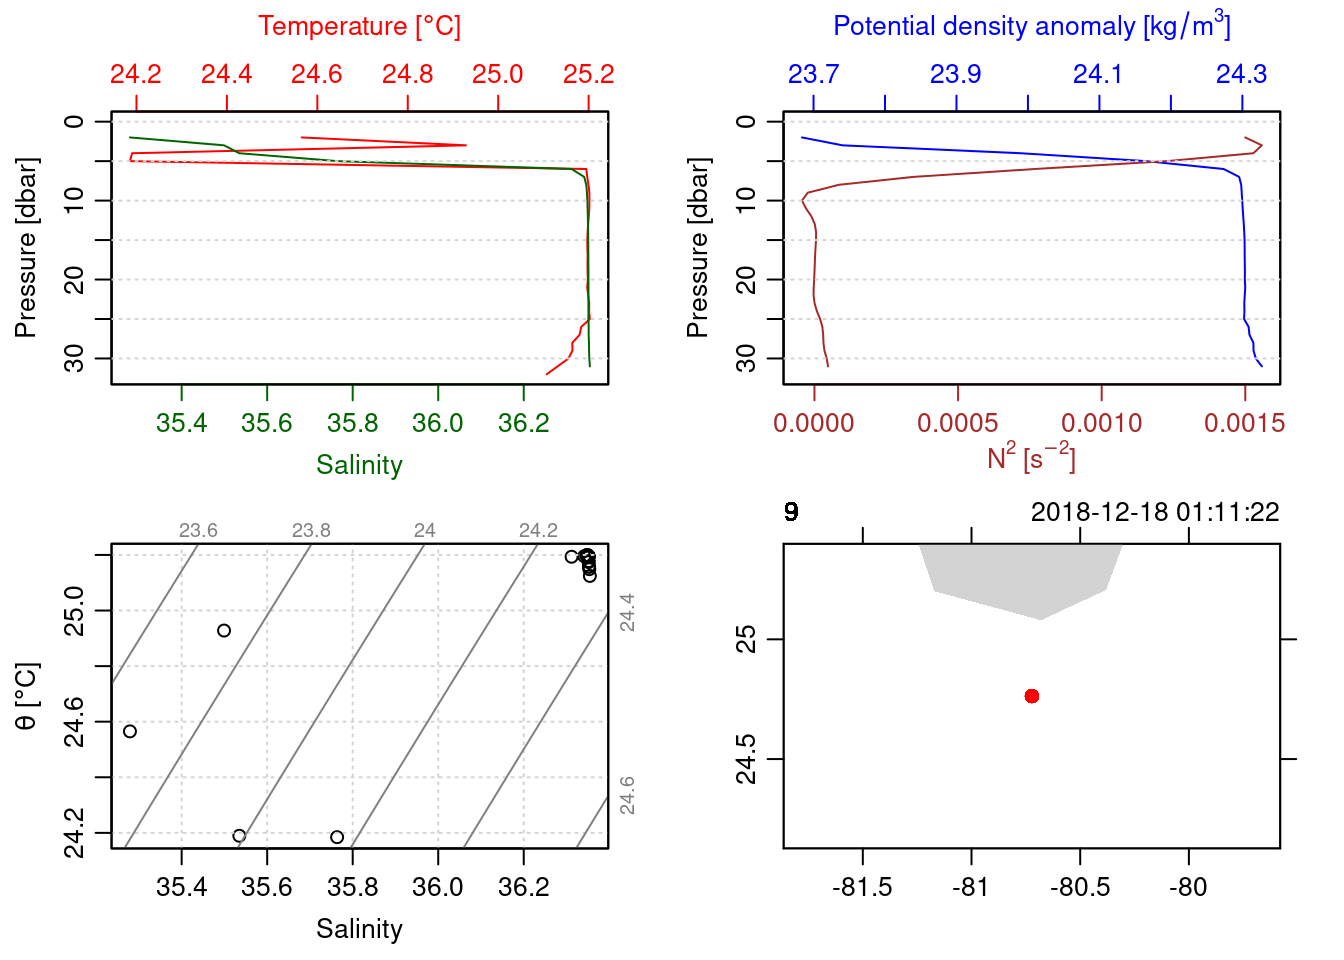 Temperature [°C]
24.2 24.4 24.6 24.8 25.0 25.2
Pressure [dbar]
0 10 20 30
35.4 35.6 35.8 36.0 36.2
Salinity
Potential density anomaly [kg/m³]
23.7 23.9 24.1 24.3
Pressure [dbar]
0 10 20 30
0.0000 0.0005 0.0010 0.0015
N² [s⁻²]
23.6 23.8 24 24.2
24.4
24.6
θ [°C]
24.2 24.6 25.0
35.4 35.6 35.8 36.0 36.2
Salinity
9 2018-12-18 01:11:22
25
24.5
-81.5 -81 -80.5 -80